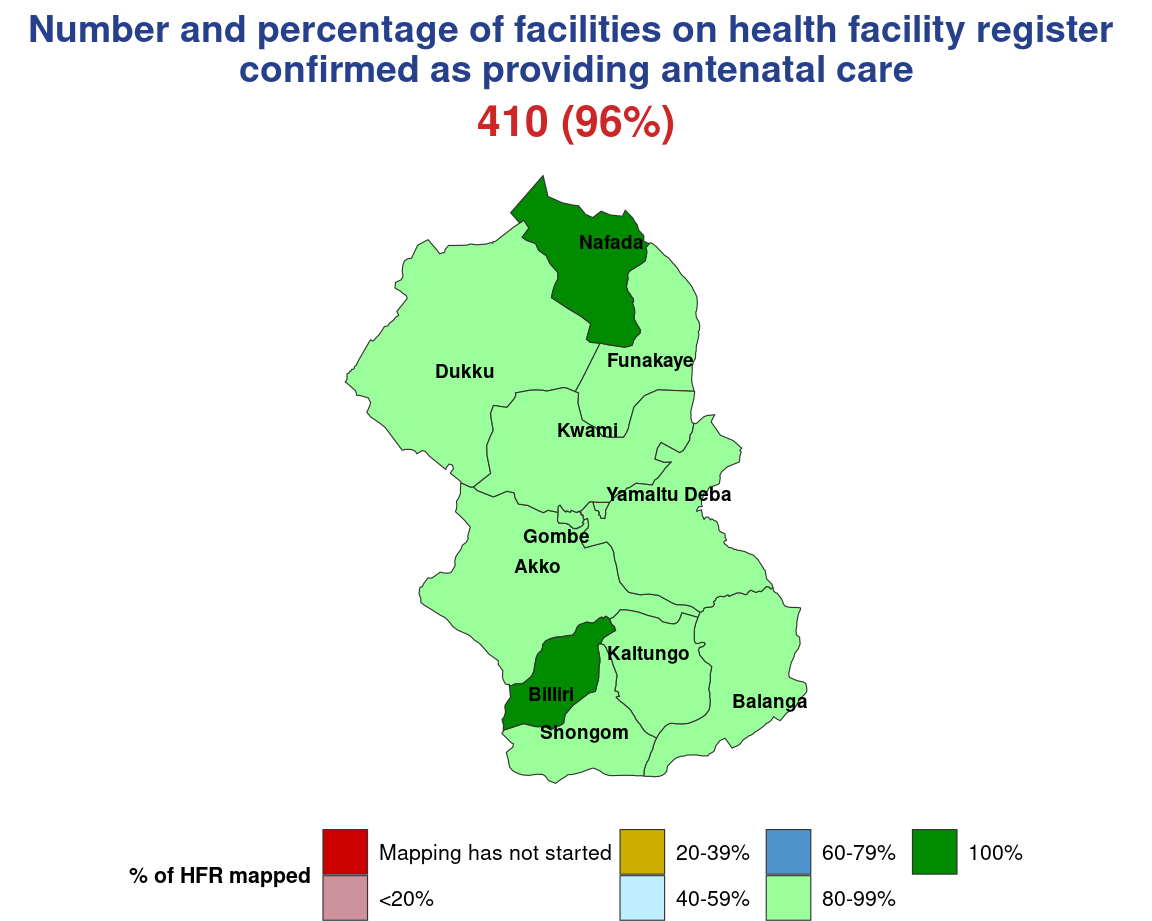 Number and percentage of facilities on health facility register
confirmed as providing antenatal care
410 (96%)
Nafada
Funakaye
Dukku
Kwami
Yamaltu Deba
Gombe
Akko
Kaltungo
Billiri
Balanga
Shongom
% of HFR mapped
Mapping has not started
<20%
20-39%
40-59%
60-79%
80-99%
100%